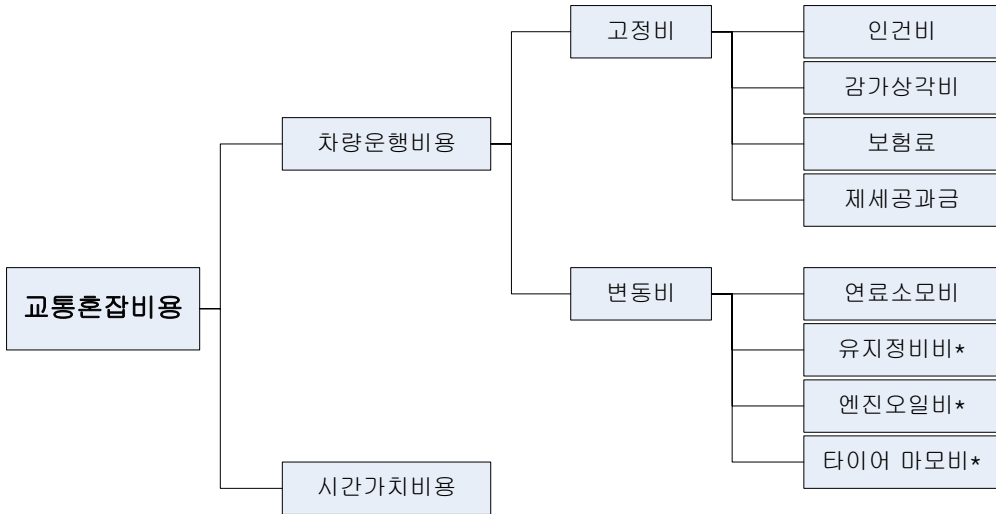 교통혼잡비용
차량운행비용
고정비
인건비
감가상각비
보험료
제세공과금
변동비
연료소모비
유지정비비*
엔진오일비*
타이어 마모비*
시간가치비용